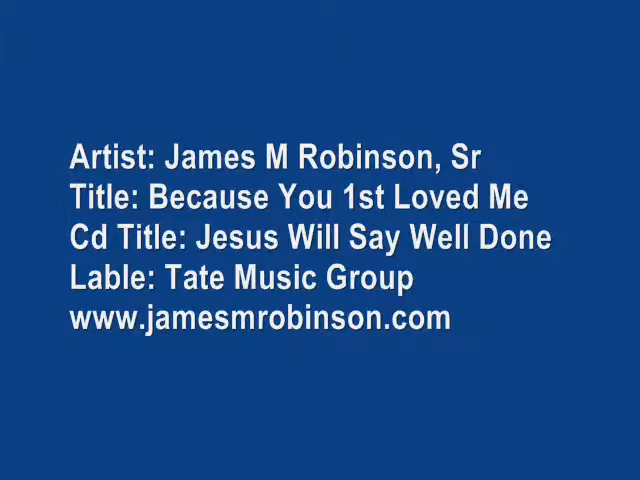 Artist: James M Robinson, Sr
Title: Because You 1st Loved Me
Cd Title: Jesus Will Say Well Done
Lable: Tate Music Group
www.jamesmrobinson.com